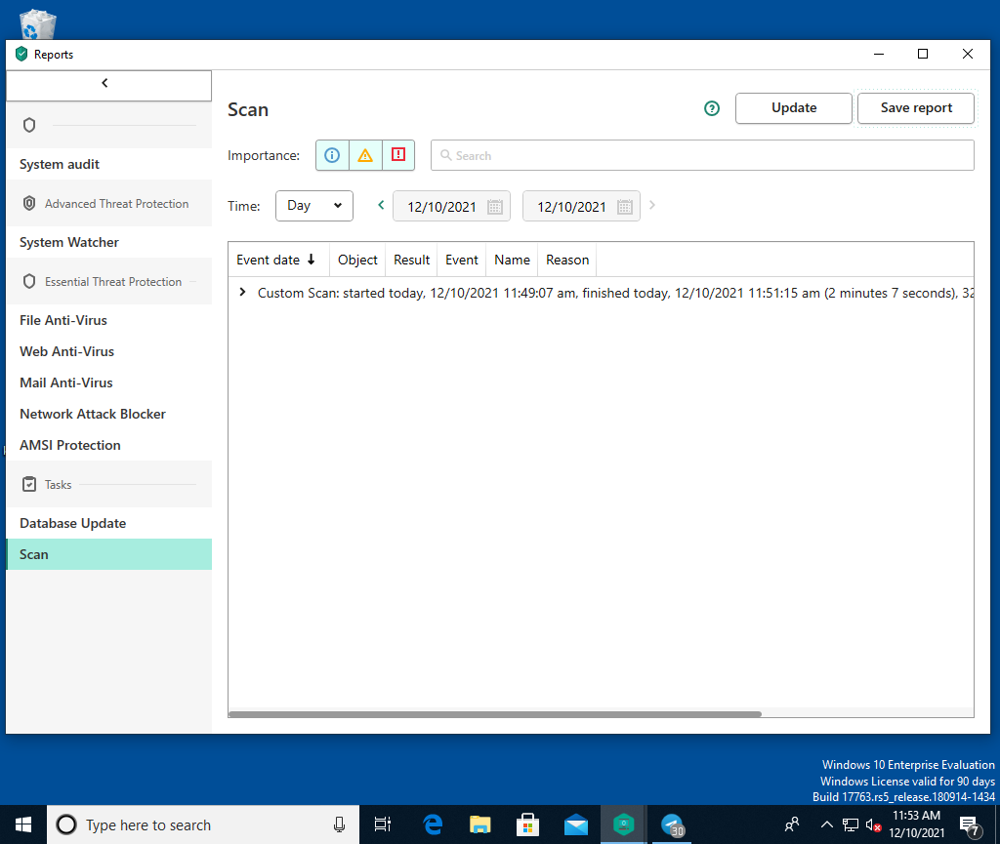 Reports
System audit
Advanced Threat Protection
System Watcher
Essential Threat Protection
File Anti-Virus
Web Anti-Virus
Mail Anti-Virus
Network Attack Blocker
AMSI Protection
Tasks
Database Update
Scan
Scan
Update
Save report
Importance:
Search
Time:
Day
12/10/2021
12/10/2021
Event date
Object
Result
Event
Name
Reason
Custom Scan: started today, 12/10/2021 11:49:07 am, finished today, 12/10/2021 11:51:15 am (2 minutes 7 seconds), 32
Windows 10 Enterprise Evaluation
Windows License valid for 90 days
Build 17763.rs5_release.180914-1434
Type here to search
30
11:53 AM
12/10/2021
7